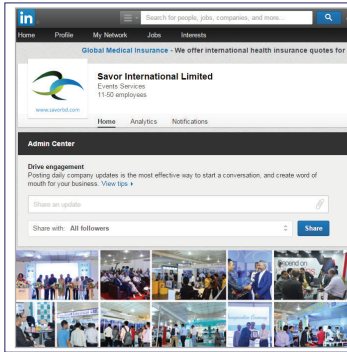 in
Search for people, jobs, companies, and more...
Home Profile My Network Jobs Interests
Global Medical Insurance - We offer international health insurance quotes for
Savor International Limited
Events Services
11-50 employees
www.savorbd.com
Home Analytics Notifications
Admin Center
Drive engagement
Posting daily company updates is the most effective way to start a conversation, and create word of
mouth for your business. View tips
Share an update
Share with: All followers
Share
depend on